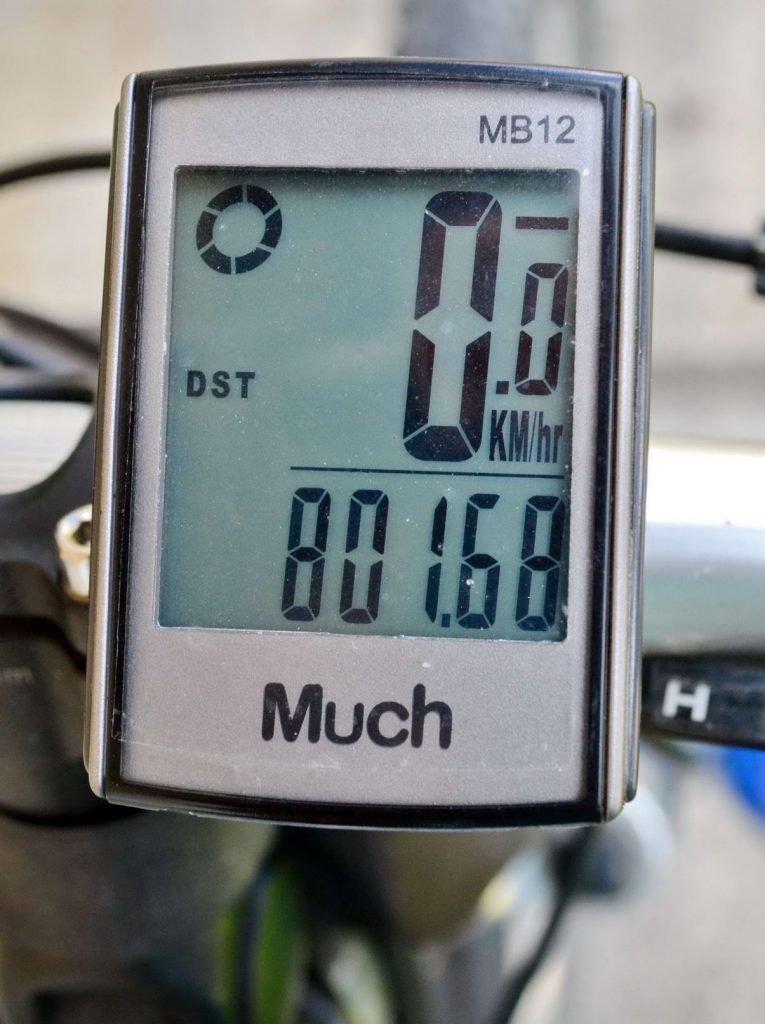 MB12
0.0
DST
KM/hr
801.68
Much
H